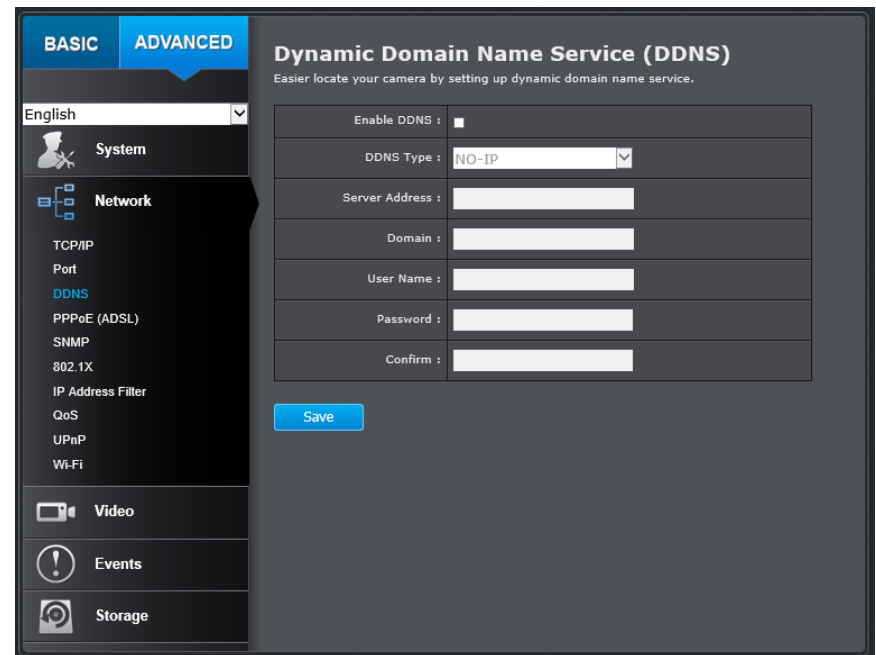 BASIC ADVANCED
English
System
Network
TCP/IP
Port
DDNS
PPPoE (ADSL)
SNMP
802.1X
IP Address Filter
QoS
UPnP
Wi-Fi
Video
Events
Storage
Dynamic Domain Name Service (DDNS)
Easier locate your camera by setting up dynamic domain name service.
Enable DDNS :
DDNS Type : NO-IP
Server Address :
Domain :
User Name :
Password :
Confirm :
Save